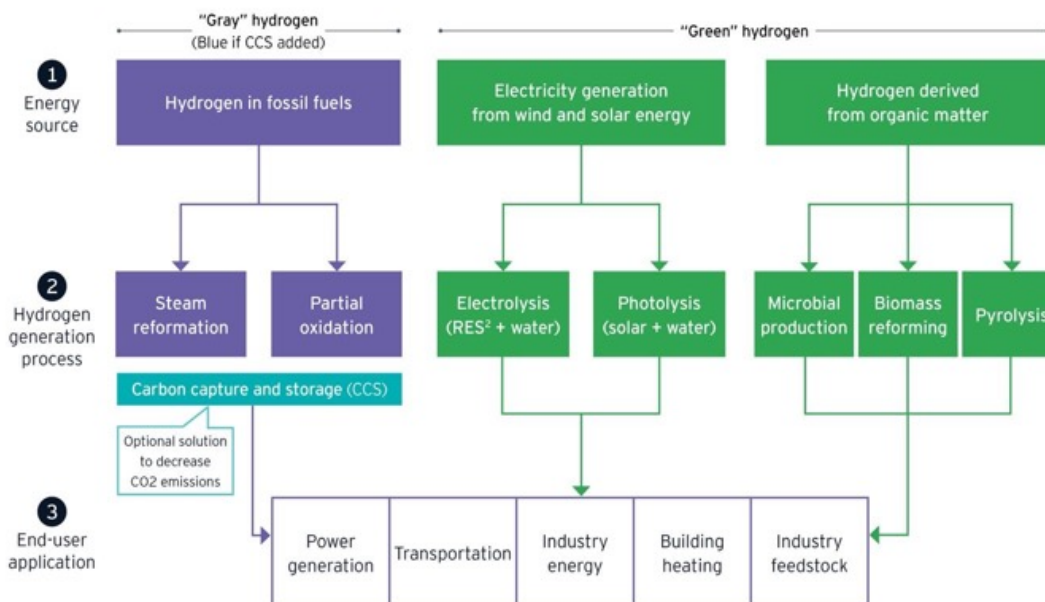 “Gray” hydrogen
(Blue if CCS added)
“Green” hydrogen
1
Energy
source
Hydrogen in fossil fuels
Electricity generation
from wind and solar energy
Hydrogen derived
from organic matter
2
Hydrogen
generation
process
Steam
reformation
Partial
oxidation
Electrolysis
(RES² + water)
Photolysis
(solar + water)
Microbial
production
Biomass
reforming
Pyrolysis
Carbon capture and storage (CCS)
Optional solution
to decrease
CO2 emissions
3
End-user
application
Power
generation
Transportation
Industry
energy
Building
heating
Industry
feedstock